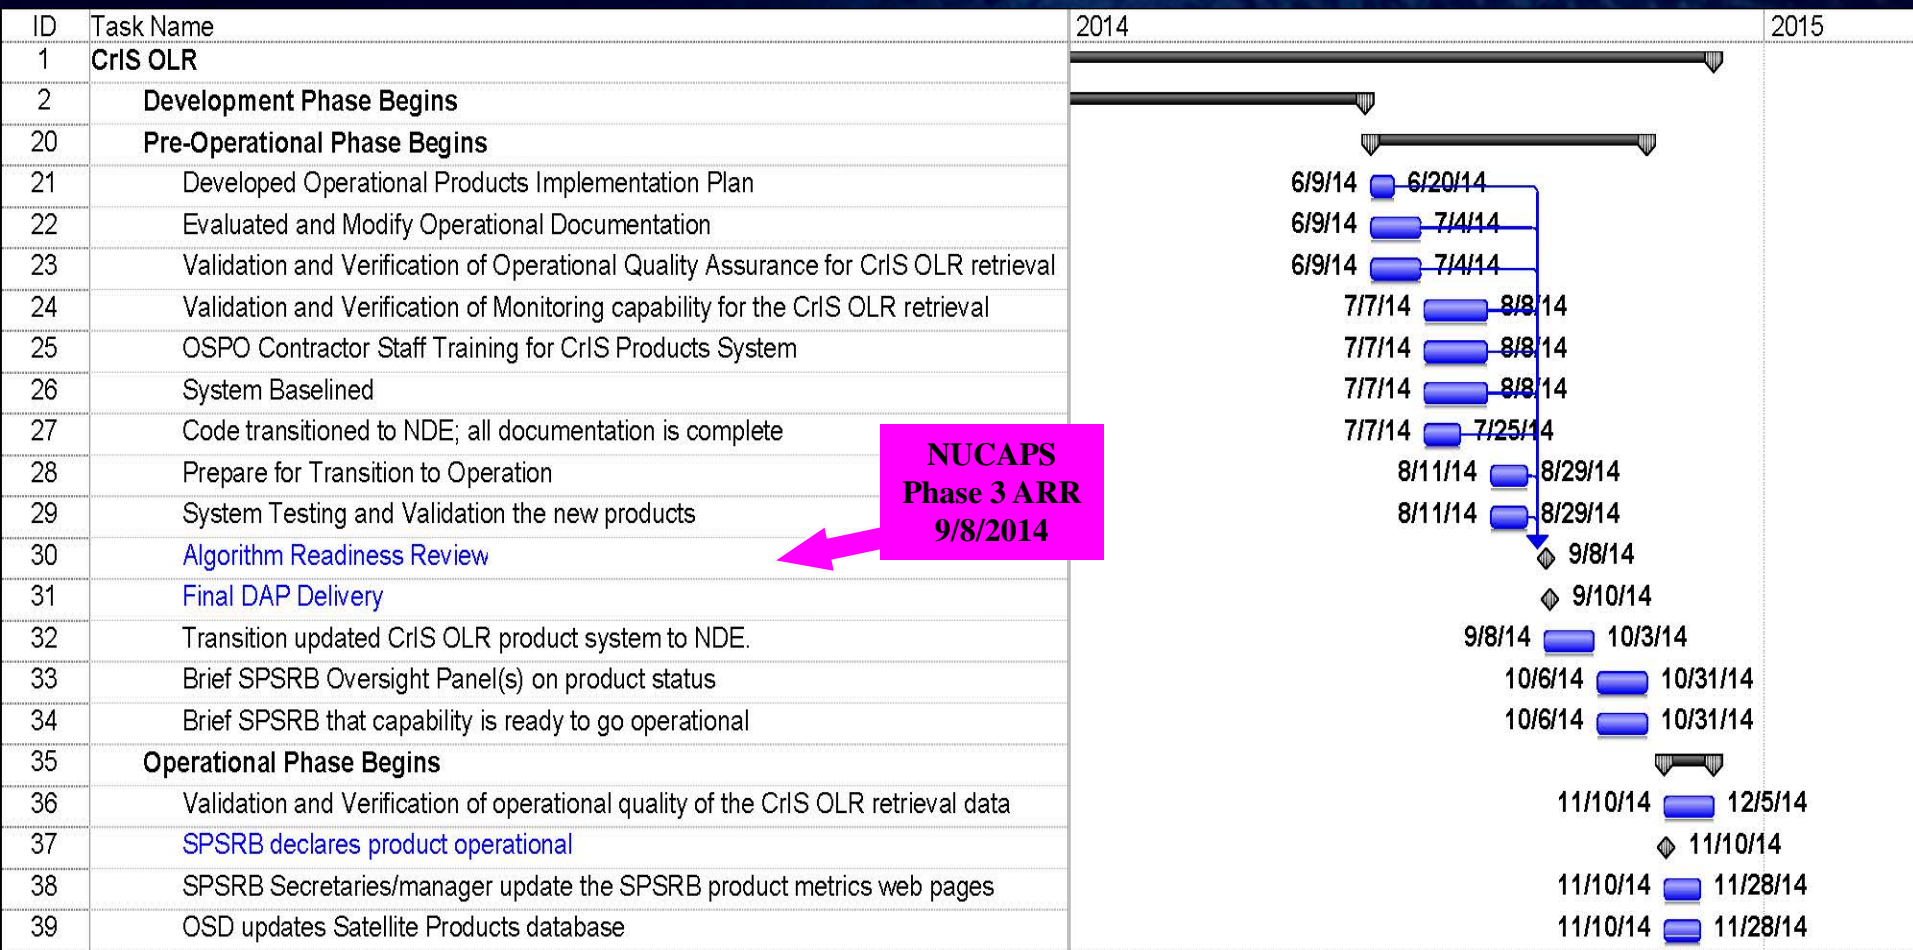 ID Task Name 2014 2015
1 CrIS OLR
2 Development Phase Begins
20 Pre-Operational Phase Begins
21 Developed Operational Products Implementation Plan 6/9/14 6/20/14
22 Evaluated and Modify Operational Documentation 6/9/14 7/4/14
23 Validation and Verification of Operational Quality Assurance for CrIS OLR retrieval 6/9/14 7/4/14
24 Validation and Verification of Monitoring capability for the CrIS OLR retrieval 7/7/14 8/8/14
25 OSPO Contractor Staff Training for CrIS Products System 7/7/14 8/8/14
26 System Baselined 7/7/14 8/8/14
27 Code transitioned to NDE; all documentation is complete 7/7/14 7/25/14
NUCAPS
Phase 3 ARR
9/8/2014
28 Prepare for Transition to Operation 8/11/14 8/29/14
29 System Testing and Validation the new products 8/11/14 8/29/14
30 Algorithm Readiness Review 9/8/14
31 Final DAP Delivery 9/10/14
32 Transition updated CrIS OLR product system to NDE. 9/8/14 10/3/14
33 Brief SPSRB Oversight Panel(s) on product status 10/6/14 10/31/14
34 Brief SPSRB that capability is ready to go operational 10/6/14 10/31/14
35 Operational Phase Begins
36 Validation and Verification of operational quality of the CrIS OLR retrieval data 11/10/14 12/5/14
37 SPSRB declares product operational 11/10/14
38 SPSRB Secretaries/manager update the SPSRB product metrics web pages 11/10/14 11/28/14
39 OSD updates Satellite Products database 11/10/14 11/28/14